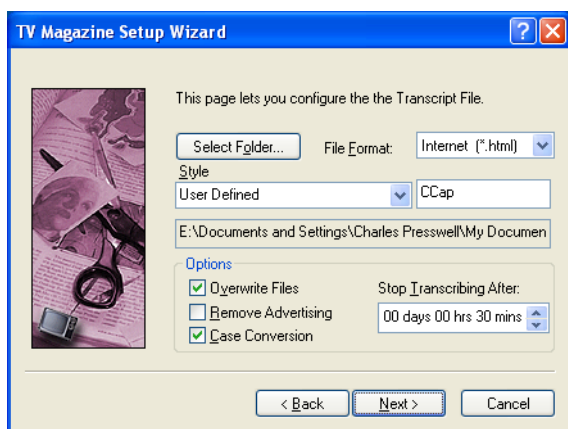 TV Magazine Setup Wizard
This page lets you configure the the Transcript File.
Select Folder... File Format: Internet (*.html)
Style
User Defined CCap
E:\Documents and Settings\Charles Presswell\My Documen
Options
Overwrite Files Stop Transcribing After:
Remove Advertising 00 days 00 hrs 30 mins
Case Conversion
< Back Next > Cancel